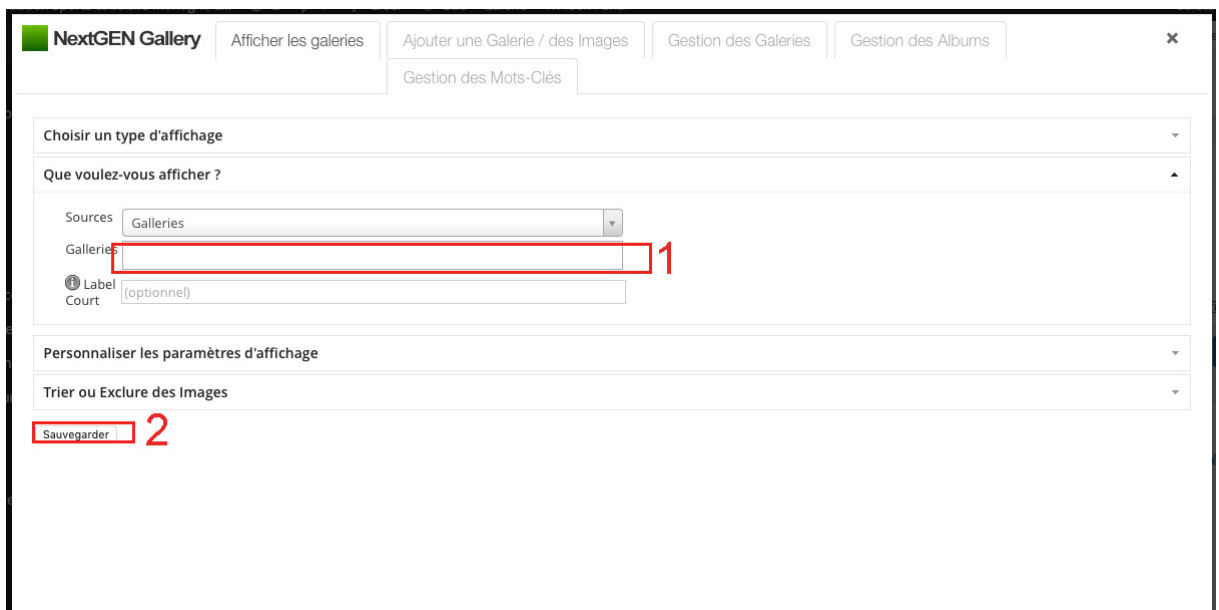 NextGEN Gallery Afficher les galeries Ajouter une Galerie / des Images Gestion des Galeries Gestion des Albums ×
Gestion des Mots-Clés
Choisir un type d'affichage
Que voulez-vous afficher ?
Sources Galleries
Galleries 1
Label Court (optionnel)
Personnaliser les paramètres d'affichage
Trier ou Exclure des Images
Sauvegarder 2